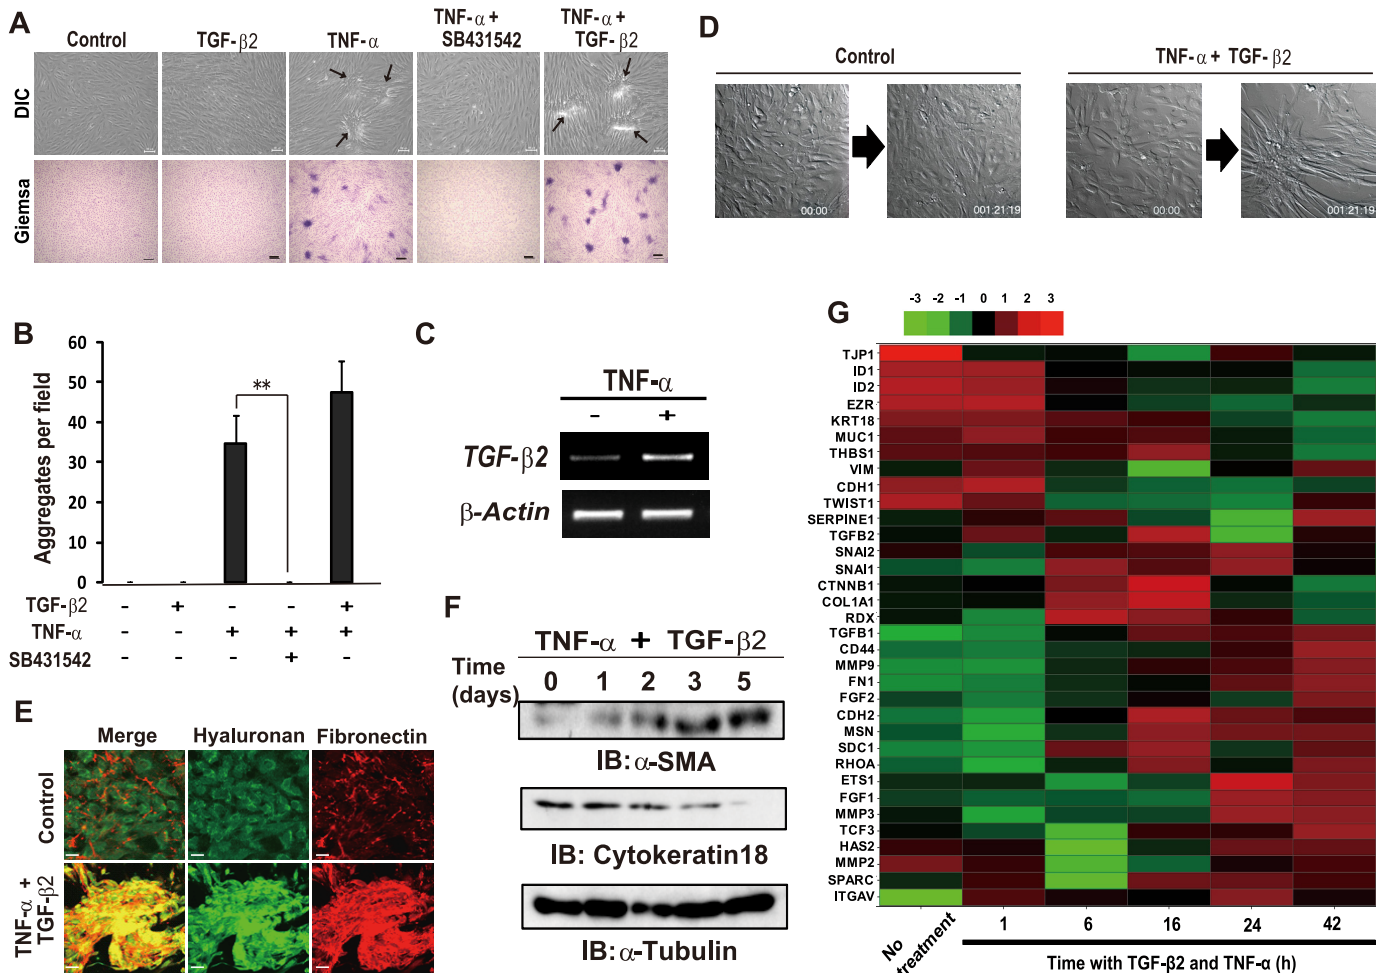 A
Control
TGF-β2
TNF-α
TNF-α +
SB431542
TNF-α +
TGF-β2
DIC
Giemsa
D
Control
TNF-α + TGF-β2
00:00
001:21:19
00:00
001:21:19
B
Aggregates per field
60
50
40
30
20
10
0
**
TGF-β2 - + - - +
TNF-α - - + + +
SB431542 - - - + -
C
TNF-α
- +
TGF-β2
β-Actin
E
Merge
Hyaluronan
Fibronectin
Control
TNF-α +
TGF-β2
F
TNF-α + TGF-β2
Time
(days)
0 1 2 3 5
IB: α-SMA
IB: Cytokeratin18
IB: α-Tubulin
G
-3 -2 -1 0 1 2 3
TJP1
ID1
ID2
EZR
KRT18
MUC1
THBS1
VIM
CDH1
TWIST1
SERPINE1
TGFB2
SNAI2
SNAI1
CTNNB1
COL1A1
RDX
TGFB1
CD44
MMP9
FN1
FGF2
CDH2
MSN
SDC1
RHOA
ETS1
FGF1
MMP3
TCF3
HAS2
MMP2
SPARC
ITGAV
No
treatment
1 6 16 24 42
Time with TGF-β2 and TNF-α (h)